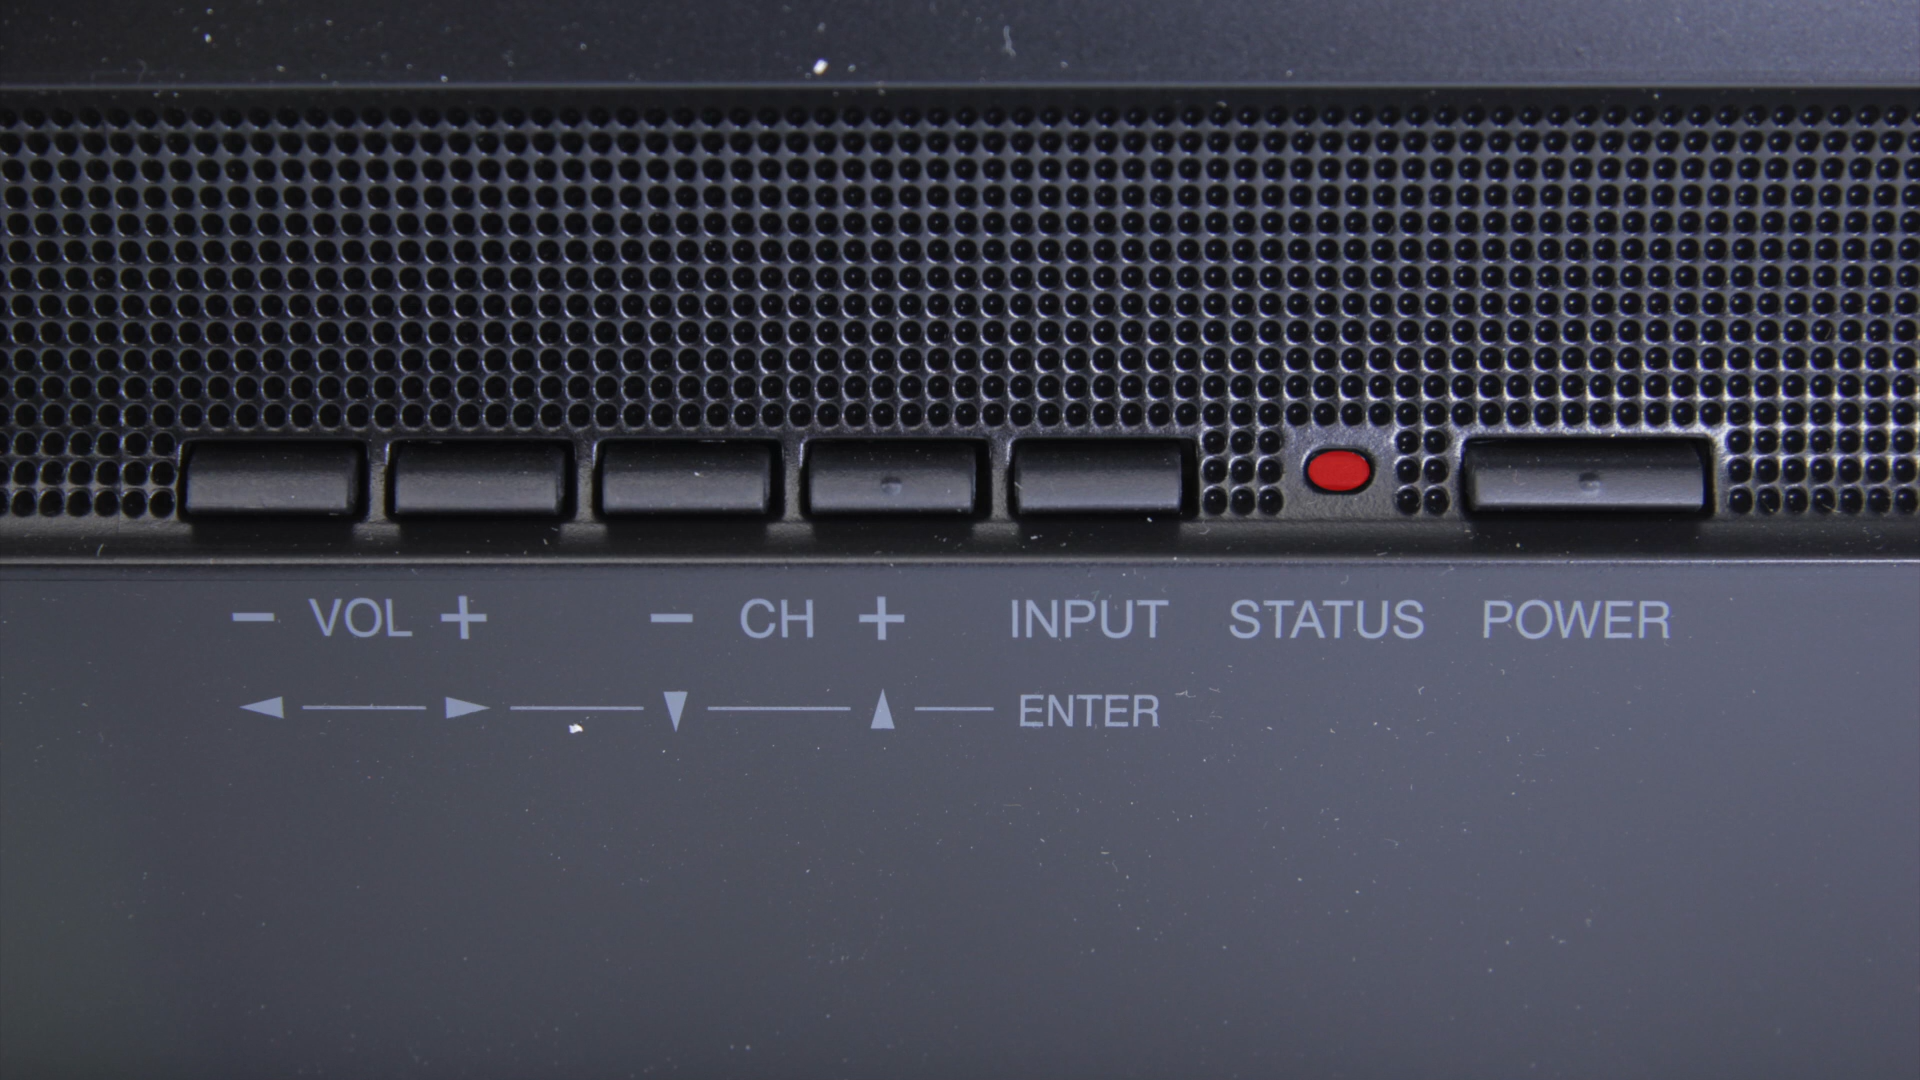 − VOL + − CH + INPUT STATUS POWER
◄ ► ▼ ▲ ENTER